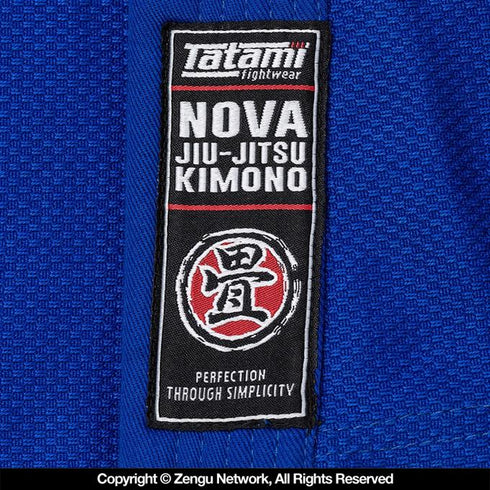 Tatami
fightwear
NOVA
JIU-JITSU
KIMONO
畳
PERFECTION
THROUGH SIMPLICITY
Copyright © Zengu Network, All Rights Reserved